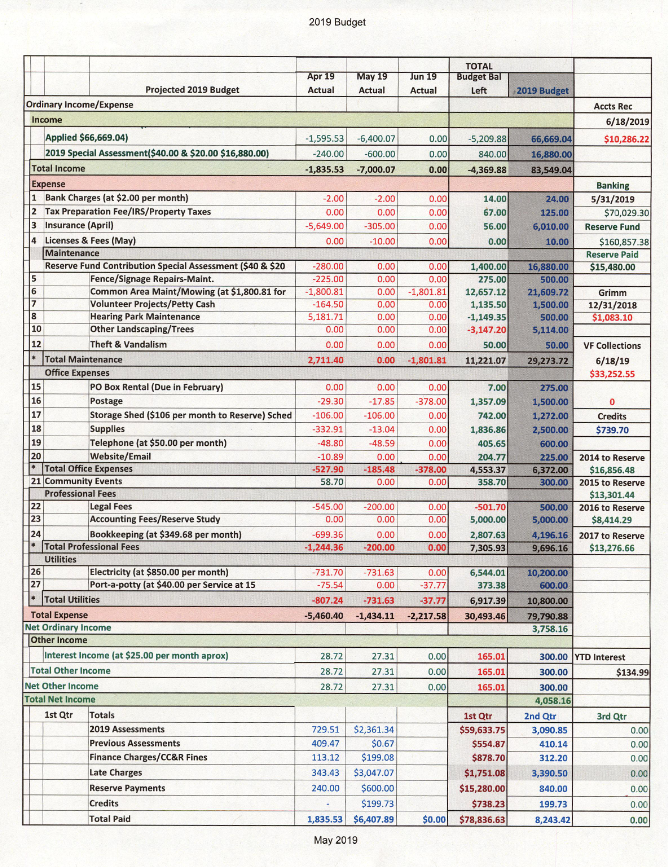 2019 Budget
TOTAL
Apr 19 May 19 Jun 19 Budget Bal
Projected 2019 Budget Actual Actual Actual Left 2019 Budget
Ordinary Income/Expense Accts Rec
Income 6/18/2019
Applied $66,669.04) -1,595.53 -6,400.07 0.00 -5,209.88 66,669.04 $10,286.22
2019 Special Assessment($40.00 & $20.00 $16,880.00) -240.00 -600.00 0.00 840.00 16,880.00
Total Income -1,835.53 -7,000.07 0.00 -4,369.88 83,549.04
Expense Banking
1 Bank Charges (at $2.00 per month) -2.00 -2.00 0.00 14.00 24.00 5/31/2019
2 Tax Preparation Fee/IRS/Property Taxes 0.00 0.00 0.00 67.00 125.00 $70,029.30
3 Insurance (April) -5,649.00 -305.00 0.00 56.00 6,010.00 Reserve Fund
4 Licenses & Fees (May) 0.00 -10.00 0.00 0.00 10.00 $160,857.38
Maintenance Reserve Paid
Reserve Fund Contribution Special Assessment ($40 & $20 -280.00 0.00 0.00 1,400.00 16,880.00 $15,480.00
5 Fence/Signage Repairs-Maint. -225.00 0.00 0.00 275.00 500.00
6 Common Area Maint/Mowing (at $1,800.81 for -1,800.81 0.00 -1,801.81 12,657.12 21,609.72 Grimm
7 Volunteer Projects/Petty Cash -164.50 0.00 0.00 1,135.50 1,500.00 12/31/2018
8 Hearing Park Maintenance 5,181.71 0.00 0.00 -1,149.35 500.00 $1,083.10
10 Other Landscaping/Trees 0.00 0.00 0.00 -3,147.20 5,114.00
12 Theft & Vandalism 0.00 0.00 0.00 50.00 50.00 VF Collections
* Total Maintenance 2,711.40 0.00 -1,801.81 11,221.07 29,273.72 6/18/19
Office Expenses $33,252.55
15 PO Box Rental (Due in February) 0.00 0.00 0.00 7.00 275.00
16 Postage -29.30 -17.85 -378.00 1,357.09 1,500.00 0
17 Storage Shed ($106 per month to Reserve) Sched -106.00 -106.00 0.00 742.00 1,272.00 Credits
18 Supplies -332.91 -13.04 0.00 1,836.86 2,500.00 $739.70
19 Telephone (at $50.00 per month) -48.80 -48.59 0.00 405.65 600.00
20 Website/Email -10.89 0.00 0.00 204.77 225.00 2014 to Reserve
* Total Office Expenses -527.90 -185.48 -378.00 4,553.37 6,372.00 $16,856.48
21 Community Events 58.70 0.00 0.00 358.70 300.00 2015 to Reserve
Professional Fees $13,301.44
22 Legal Fees -545.00 -200.00 0.00 -501.70 500.00 2016 to Reserve
23 Accounting Fees/Reserve Study 0.00 0.00 0.00 5,000.00 5,000.00 $8,414.29
24 Bookkeeping (at $349.68 per month) -699.36 0.00 0.00 2,807.63 4,196.16 2017 to Reserve
* Total Professional Fees -1,244.36 -200.00 0.00 7,305.93 9,696.16 $13,276.66
Utilities
26 Electricity (at $850.00 per month) -731.70 -731.63 0.00 6,544.01 10,200.00
27 Port-a-potty (at $40.00 per Service at 15 -75.54 0.00 -37.77 373.38 600.00
* Total Utilities -807.24 -731.63 -37.77 6,917.39 10,800.00
Total Expense -5,460.40 -1,434.11 -2,217.58 30,493.46 79,790.88
Net Ordinary Income 3,758.16
Other Income
Interest Income (at $25.00 per month aprox) 28.72 27.31 0.00 165.01 300.00 YTD Interest
Total Other Income 28.72 27.31 0.00 165.01 300.00 $134.99
Net Other Income 28.72 27.31 0.00 165.01 300.00
Total Net Income 4,058.16
1st Qtr Totals 1st Qtr 2nd Qtr 3rd Qtr
2019 Assessments 729.51 $2,361.34 $59,633.75 3,090.85 0.00
Previous Assessments 409.47 $0.67 $554.87 410.14 0.00
Finance Charges/CC&R Fines 113.12 $199.08 $878.70 312.20 0.00
Late Charges 343.43 $3,047.07 $1,751.08 3,390.50 0.00
Reserve Payments 240.00 $600.00 $15,280.00 840.00 0.00
Credits - $199.73 $738.23 199.73 0.00
Total Paid 1,835.53 $6,407.89 $0.00 $78,836.63 8,243.42 0.00
May 2019